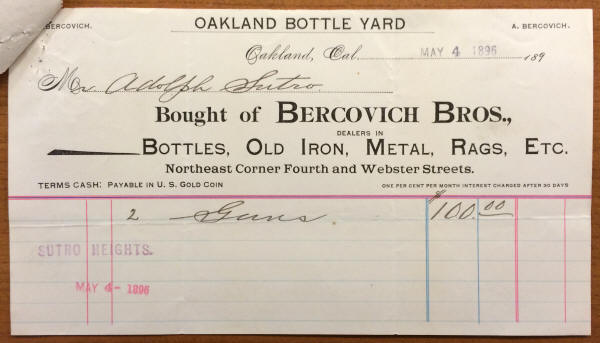 BERCOVICH. OAKLAND BOTTLE YARD A. BERCOVICH.
Oakland, Cal. MAY 4 1896 189
Mr. Adolph Sutro
Bought of BERCOVICH BROS.,
DEALERS IN
BOTTLES, OLD IRON, METAL, RAGS, ETC.
Northeast Corner Fourth and Webster Streets.
TERMS CASH: PAYABLE IN U. S. GOLD COIN ONE PER CENT PER MONTH INTEREST CHARGED AFTER 30 DAYS
2 Guns $100.00
SUTRO HEIGHTS.
MAY 4- 1896